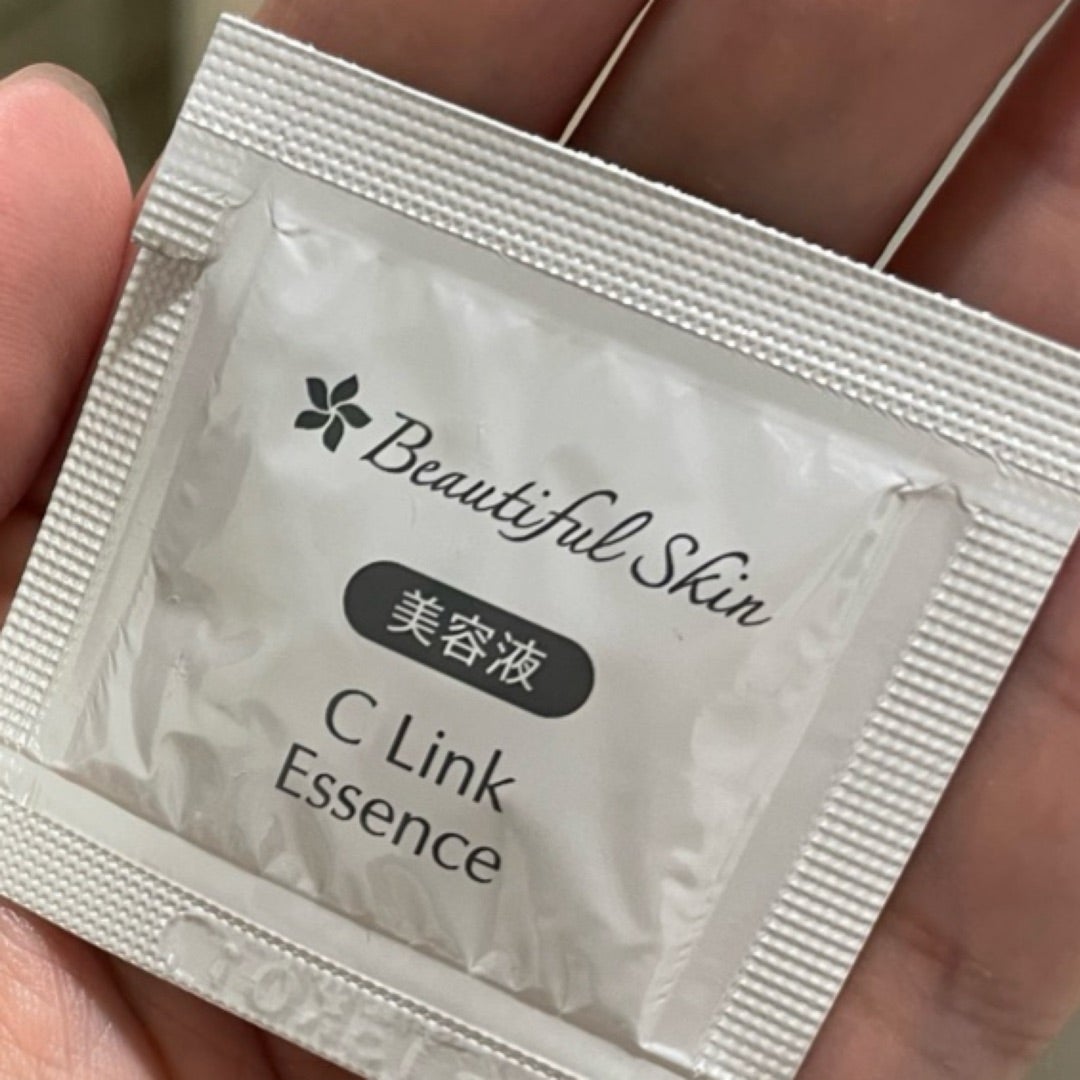 Beautiful Skin
美容液
C Link
Essence